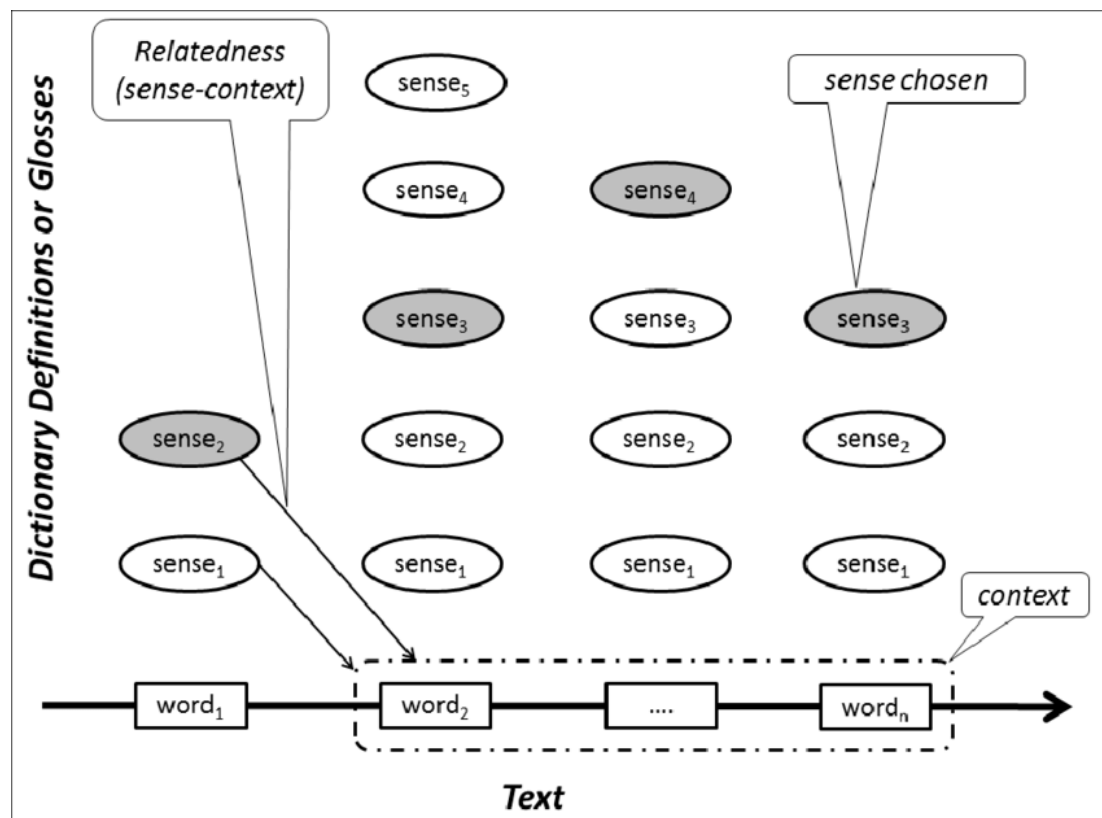 Relatedness
(sense-context)
sense chosen
Dictionary Definitions or Glosses
sense₅
sense₄ sense₄
sense₃ sense₃ sense₃
sense₂ sense₂ sense₂ sense₂
sense₁ sense₁ sense₁ sense₁
context
word₁ word₂ .... wordₙ
Text